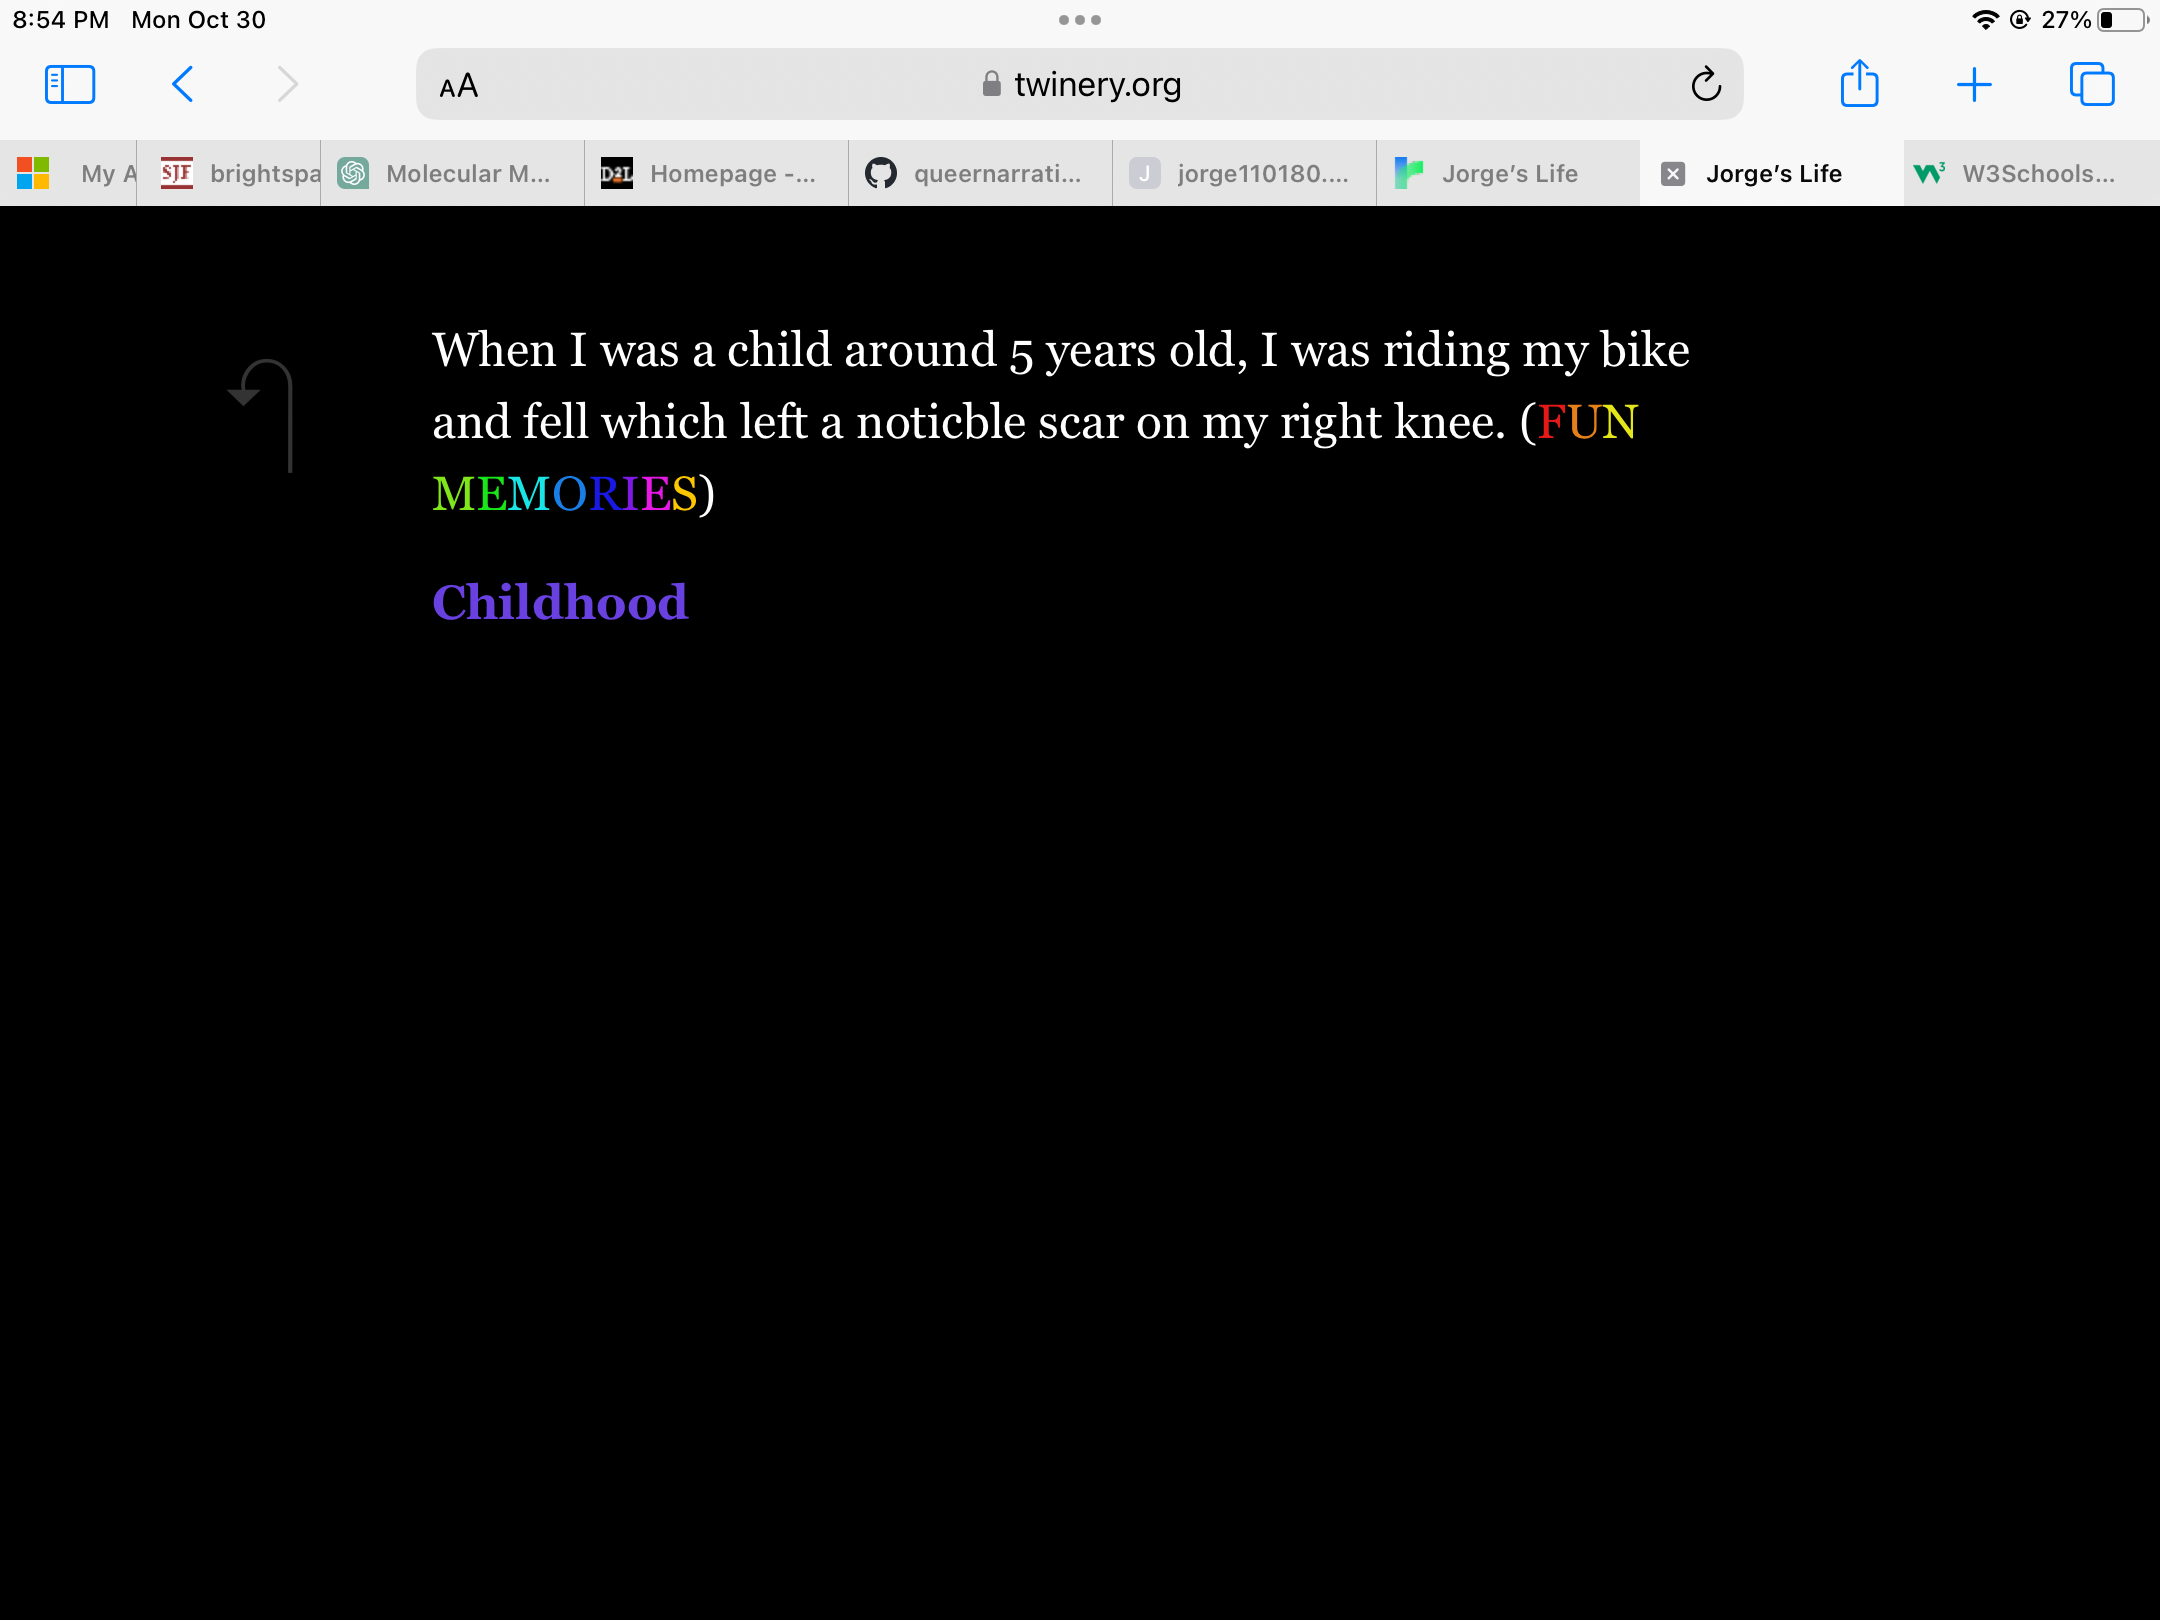 8:54 PM Mon Oct 30 27%
AA twinery.org
My A brightspa Molecular M... D2L Homepage -... queernarrati... J jorge110180.... Jorge's Life Jorge's Life W3Schools...
When I was a child around 5 years old, I was riding my bike
and fell which left a noticble scar on my right knee. (FUN
MEMORIES)
Childhood